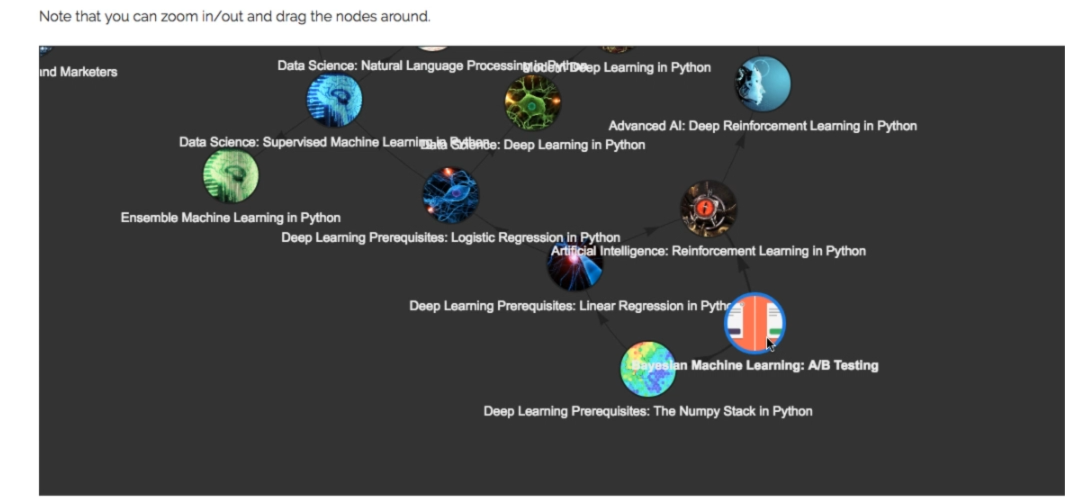 Note that you can zoom in/out and drag the nodes around.
and Marketers
Data Science: Natural Language Processing in Python
Modern Deep Learning in Python
Advanced AI: Deep Reinforcement Learning in Python
Data Science: Supervised Machine Learning in Python
Data Science: Deep Learning in Python
Ensemble Machine Learning in Python
Deep Learning Prerequisites: Logistic Regression in Python
Artificial Intelligence: Reinforcement Learning in Python
Deep Learning Prerequisites: Linear Regression in Python
Bayesian Machine Learning: A/B Testing
Deep Learning Prerequisites: The Numpy Stack in Python